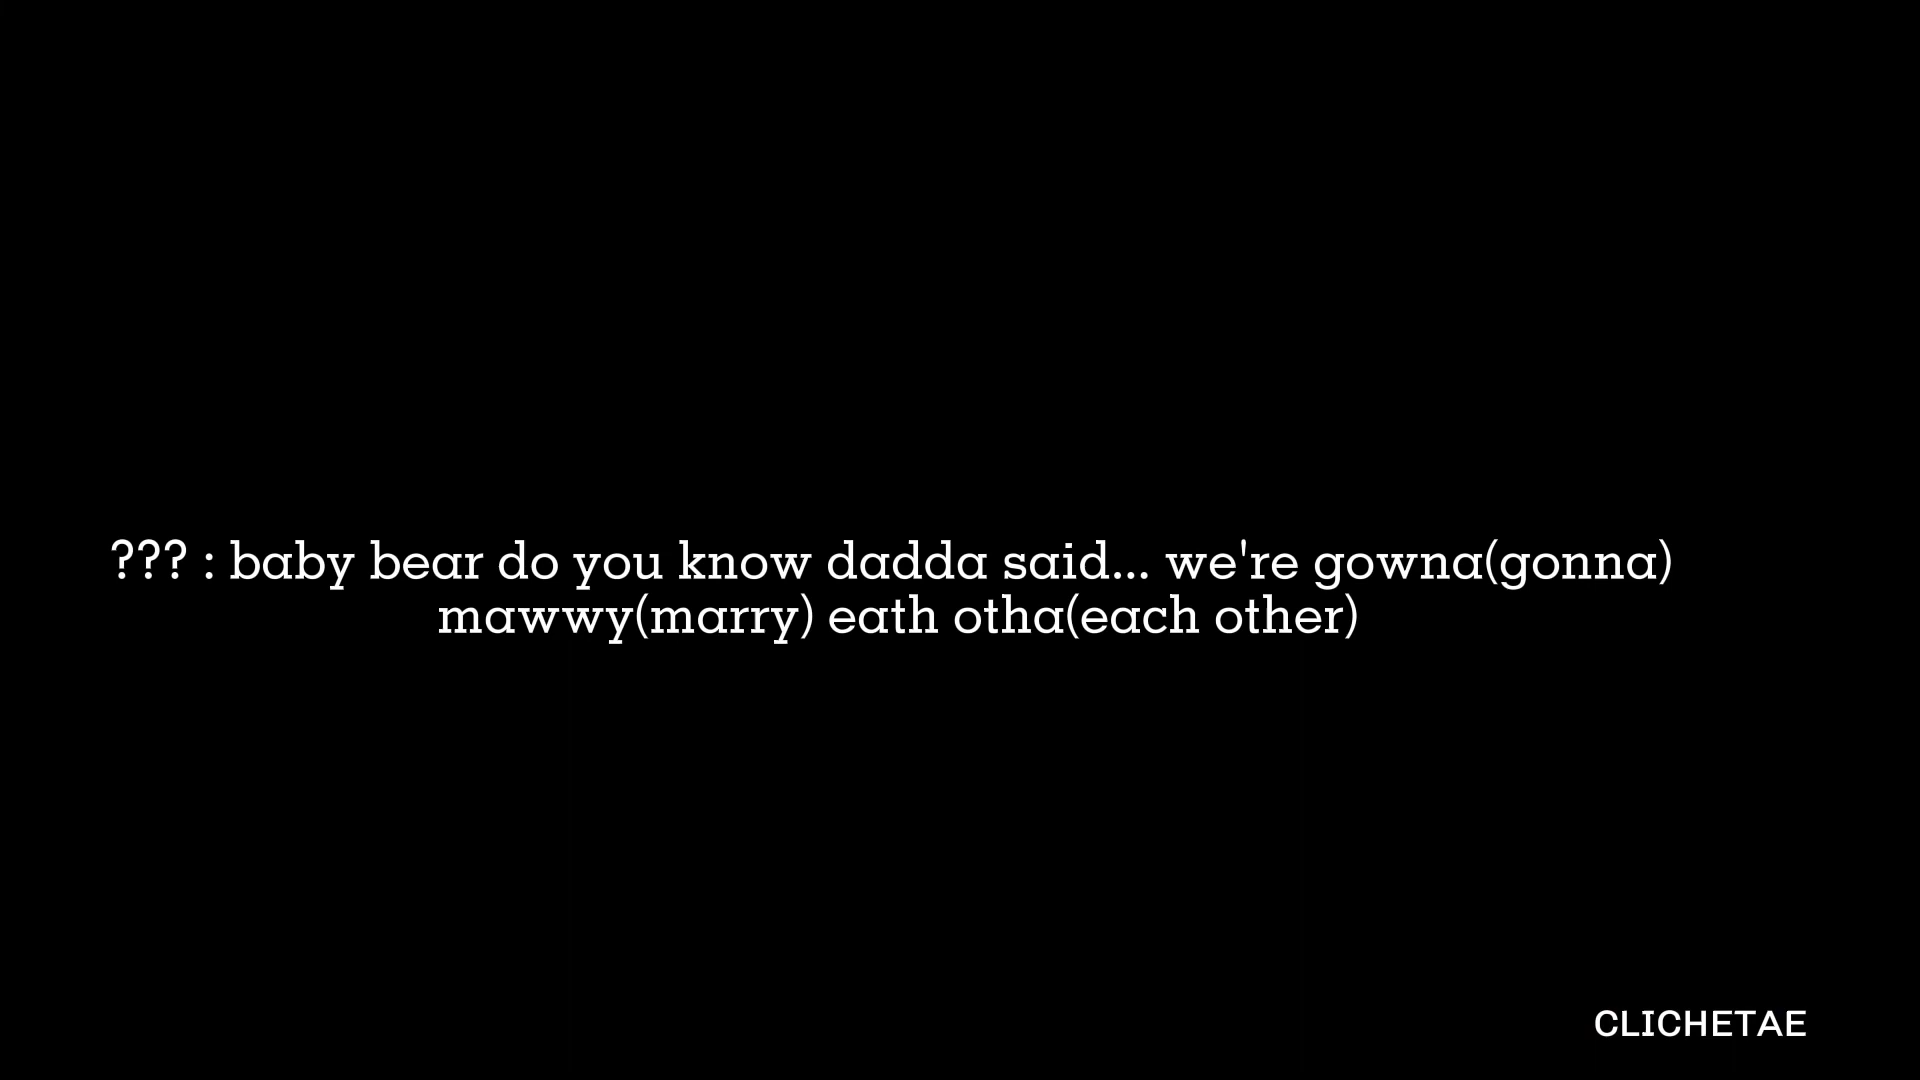 ??? : baby bear do you know dadda said... we're gowna(gonna)
mawwy(marry) eath otha(each other)
CLICHETAE